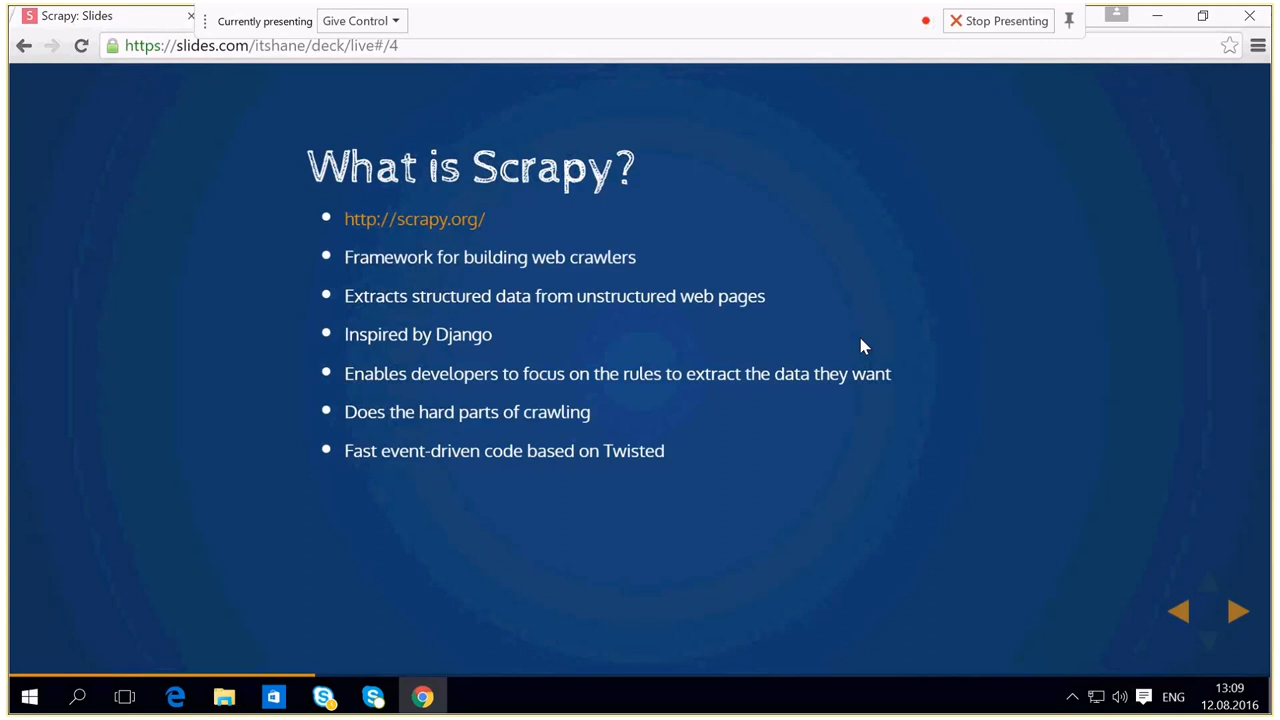 S Scrapy: Slides
Currently presenting Give Control Stop Presenting
https://slides.com/itshane/deck/live#/4
What is Scrapy?
http://scrapy.org/
Framework for building web crawlers
Extracts structured data from unstructured web pages
Inspired by Django
Enables developers to focus on the rules to extract the data they want
Does the hard parts of crawling
Fast event-driven code based on Twisted
ENG
13:09
12.08.2016